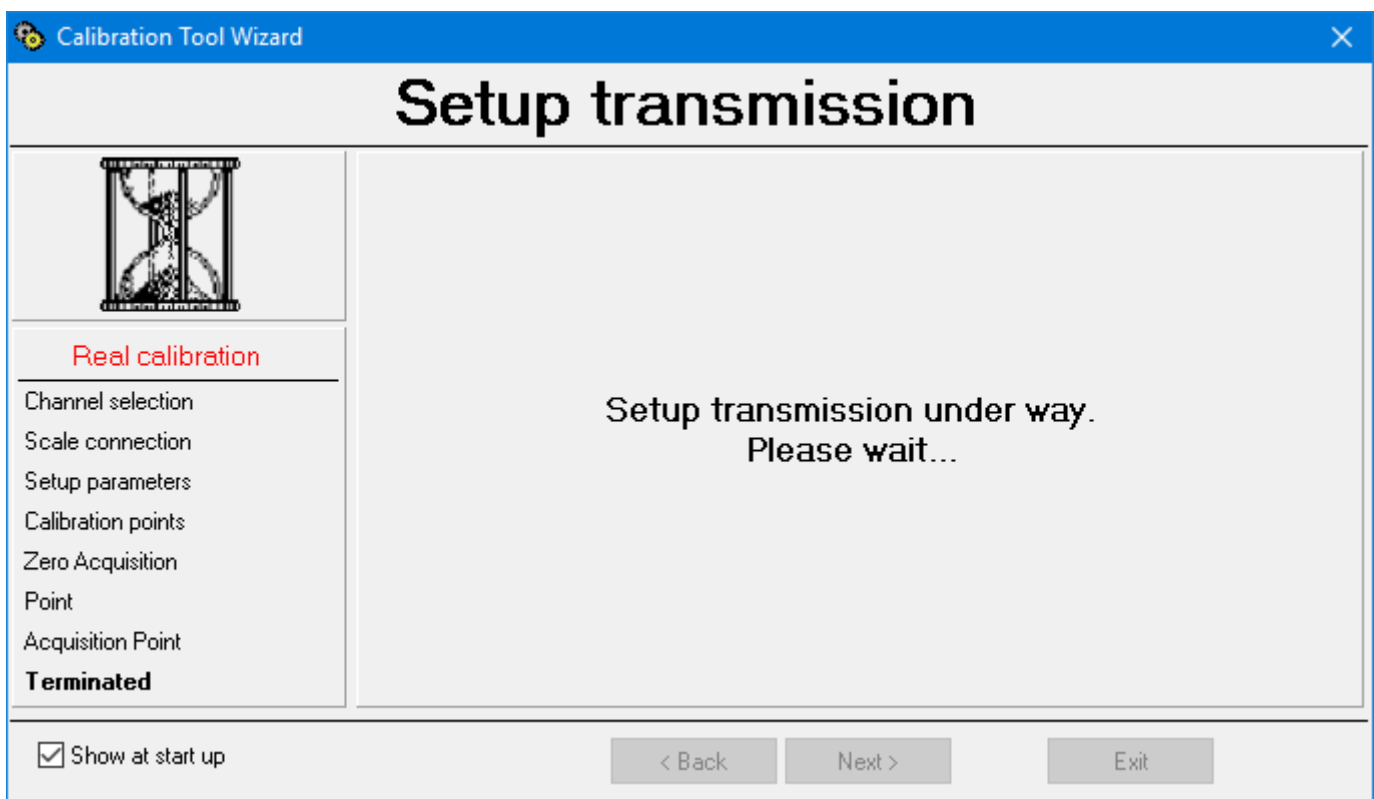 Calibration Tool Wizard
Setup transmission
Real calibration
Channel selection
Scale connection
Setup parameters
Calibration points
Zero Acquisition
Point
Acquisition Point
Terminated
Setup transmission under way.
Please wait...
Show at start up
< Back
Next >
Exit